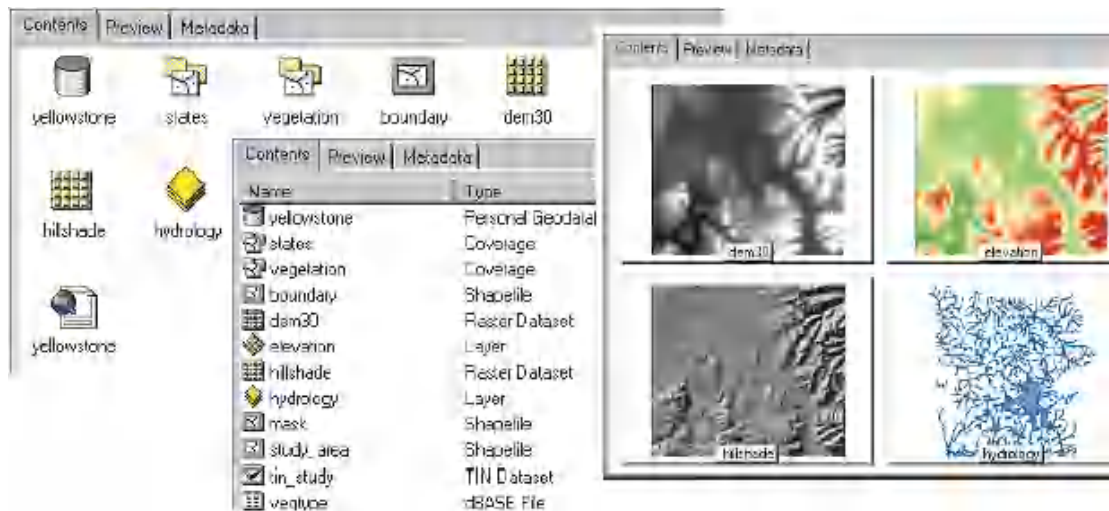 Contents Preview Metadata
yellowstone states vegetation boundary dem30
hillshade hydrology
yellowstone
Contents Preview Metadata
Name Type
yellowstone Personal Geodatal
states Coverage
vegetation Coverage
boundary Shapefile
dem30 Raster Dataset
elevation Layer
hillshade Raster Dataset
hydrology Layer
mask Shapefile
study_area Shapefile
tin_study TIN Dataset
vegtype dBASE File
Contents Preview Metadata
dem30 elevation
hillshade hydrology